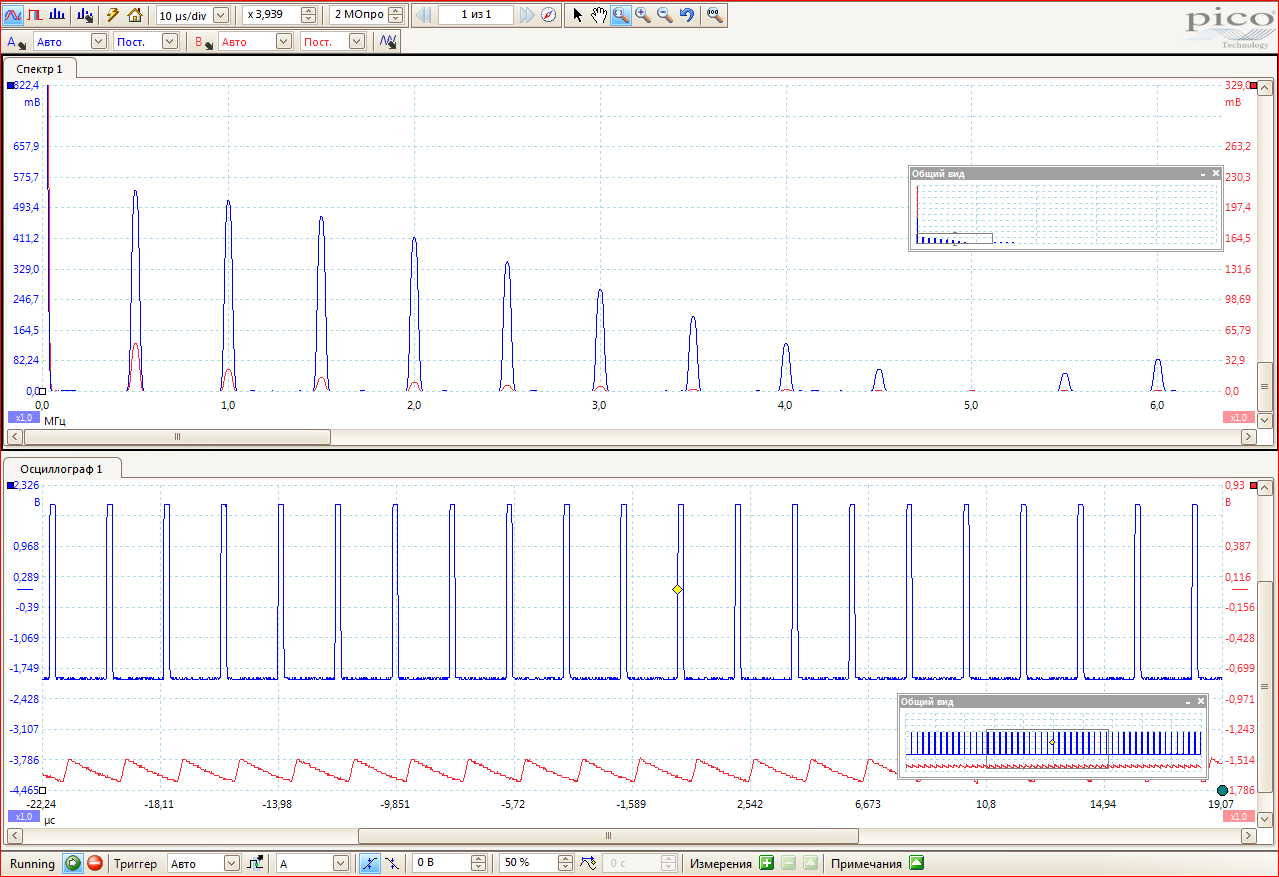 10 µs/div x 3,939 2 МОпро 1 из 1
pico
Technology
A Авто Пост. B Авто Пост.
Спектр 1
822,4 329,0
mB mB
657,9 263,2
575,7 230,3
Общий вид
493,4 197,4
411,2 164,5
329,0 131,6
246,7 98,69
164,5 65,79
82,24 32,9
0,0 0,0
0,0 1,0 2,0 3,0 4,0 5,0 6,0
x1,0 МГц x1,0
Осциллограф 1
2,326 0,93
В В
0,968 0,387
0,289 0,116
-0,39 -0,156
-1,069 -0,428
-1,749 -0,699
-2,428 -0,971
Общий вид
-3,107 -1,243
-3,786 -1,514
-4,465 1,786
-22,24 -18,11 -13,98 -9,851 -5,72 -1,589 2,542 6,673 10,8 14,94 19,07
x1,0 µc x1,0
Running Триггер Авто A 0 В 50 % 0 c Измерения Примечания